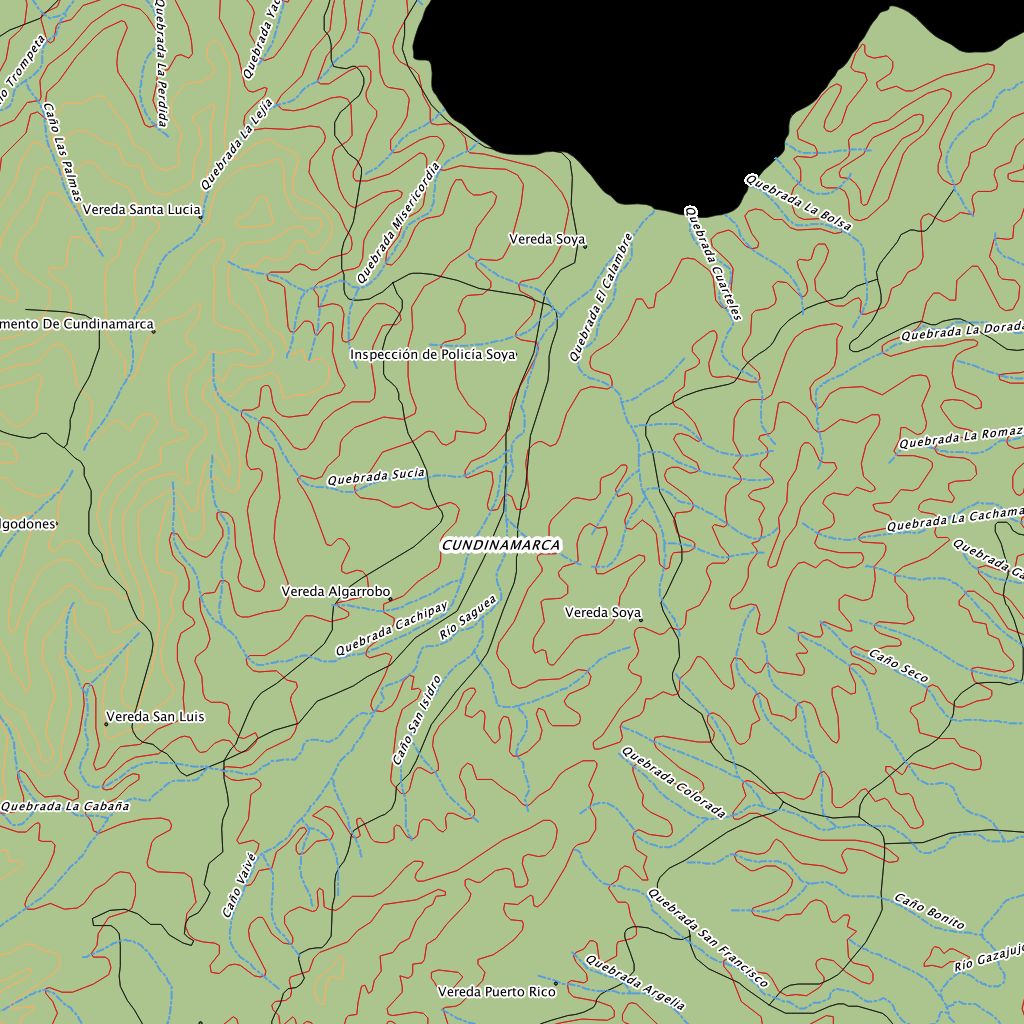 Quebrada La Perdida
Quebrada Yac
ño Trompeta
Caño Las Palmas
Quebrada La Lejía
Vereda Santa Lucia
Quebrada Misericordia
Vereda Soya
Quebrada El Calambre
Quebrada La Bolsa
Quebrada Cuarteles
mento De Cundinamarca
Inspección de Policía Soya
Quebrada La Dorada
Quebrada La Romaz
Quebrada Sucia
lgodones
Quebrada La Cachama
CUNDINAMARCA
Quebrada Ga
Vereda Algarrobo
Quebrada Cachipay
Río Saguea
Vereda Soya
Caño Seco
Caño San Isidro
Vereda San Luis
Quebrada Colorada
Quebrada La Cabaña
Caño Vaivé
Quebrada San Francisco
Caño Bonito
Río Gazajujo
Quebrada Argelia
Vereda Puerto Rico